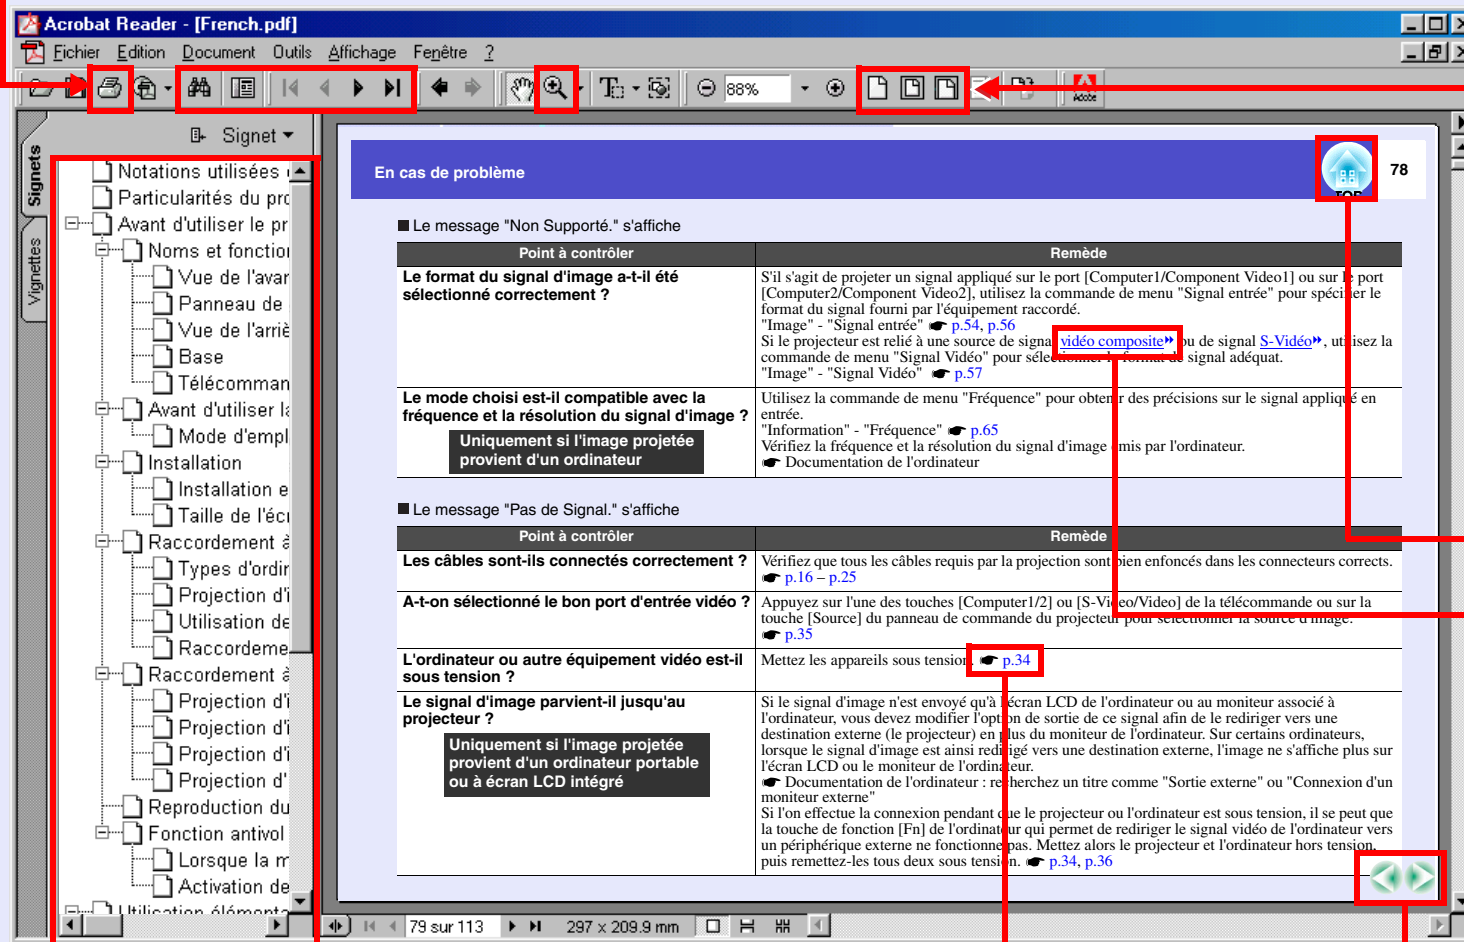 Acrobat Reader - [French.pdf]
Fichier Edition Document Outils Affichage Fenêtre ?
88%
Adobe
Signet
Signets
Vignettes
Notations utilisées
Particularités du pro
Avant d'utiliser le pr
Noms et fonction
Vue de l'avar
Panneau de
Vue de l'arriè
Base
Télécomman
Avant d'utiliser la
Mode d'empl
Installation
Installation e
Taille de l'écr
Raccordement à
Types d'ordir
Projection d'i
Utilisation de
Raccordeme
Raccordement à
Projection d'i
Projection d'i
Projection d'i
Projection d'
Reproduction du
Fonction antivol
Lorsque la m
Activation de
Utilisation élémenta
En cas de problème
TOP
78
Le message "Non Supporté." s'affiche
Point à contrôler Remède
Le format du signal d'image a-t-il été
sélectionné correctement ?
S'il s'agit de projeter un signal appliqué sur le port [Computer1/Component Video1] ou sur le port
[Computer2/Component Video2], utilisez la commande de menu "Signal entrée" pour spécifier le
format du signal fourni par l'équipement raccordé.
"Image" - "Signal entrée" ☛ p.54, p.56
Si le projecteur est relié à une source de signal vidéo composite ou de signal S-Vidéo, utilisez la
commande de menu "Signal Vidéo" pour sélectionner le format de signal adéquat.
"Image" - "Signal Vidéo" ☛ p.57
Le mode choisi est-il compatible avec la
fréquence et la résolution du signal d'image ?
Uniquement si l'image projetée
provient d'un ordinateur
Utilisez la commande de menu "Fréquence" pour obtenir des précisions sur le signal appliqué en
entrée.
"Information" - "Fréquence" ☛ p.65
Vérifiez la fréquence et la résolution du signal d'image émis par l'ordinateur.
☛ Documentation de l'ordinateur
Le message "Pas de Signal." s'affiche
Point à contrôler Remède
Les câbles sont-ils connectés correctement ?
Vérifiez que tous les câbles requis par la projection sont bien enfoncés dans les connecteurs corrects.
☛ p.16 – p.25
A-t-on sélectionné le bon port d'entrée vidéo ?
Appuyez sur l'une des touches [Computer1/2] ou [S-Video/Video] de la télécommande ou sur la
touche [Source] du panneau de commande du projecteur pour sélectionner la source d'image.
☛ p.35
L'ordinateur ou autre équipement vidéo est-il
sous tension ?
Mettez les appareils sous tension. ☛ p.34
Le signal d'image parvient-il jusqu'au
projecteur ?
Uniquement si l'image projetée
provient d'un ordinateur portable
ou à écran LCD intégré
Si le signal d'image n'est envoyé qu'à l'écran LCD de l'ordinateur ou au moniteur associé à
l'ordinateur, vous devez modifier l'option de sortie de ce signal afin de le rediriger vers une
destination externe (le projecteur) en plus du moniteur de l'ordinateur. Sur certains ordinateurs,
lorsque le signal d'image est ainsi redirigé vers une destination externe, l'image ne s'affiche plus sur
l'écran LCD ou le moniteur de l'ordinateur.
☛ Documentation de l'ordinateur : recherchez un titre comme "Sortie externe" ou "Connexion d'un
moniteur externe"
Si l'on effectue la connexion pendant que le projecteur ou l'ordinateur est sous tension, il se peut que
la touche de fonction [Fn] de l'ordinateur qui permet de rediriger le signal vidéo de l'ordinateur vers
un périphérique externe ne fonctionne pas. Mettez alors le projecteur et l'ordinateur hors tension,
puis remettez-les tous deux sous tension. ☛ p.34, p.36
79 sur 113 297 x 209.9 mm